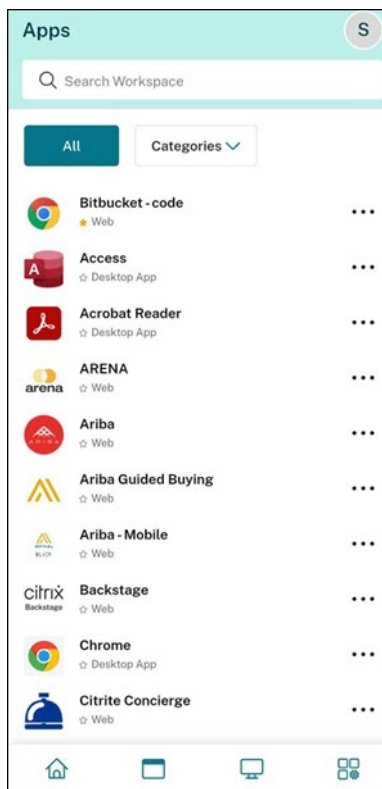 Apps
S
Search Workspace
All
Categories
Bitbucket - code
Web
Access
A
Desktop App
Acrobat Reader
Desktop App
ARENA
arena
Web
Ariba
ARIBA
Web
Ariba Guided Buying
Web
Ariba - Mobile
Web
Backstage
citrix
Backstage
Web
Chrome
Desktop App
Citrite Concierge
Web